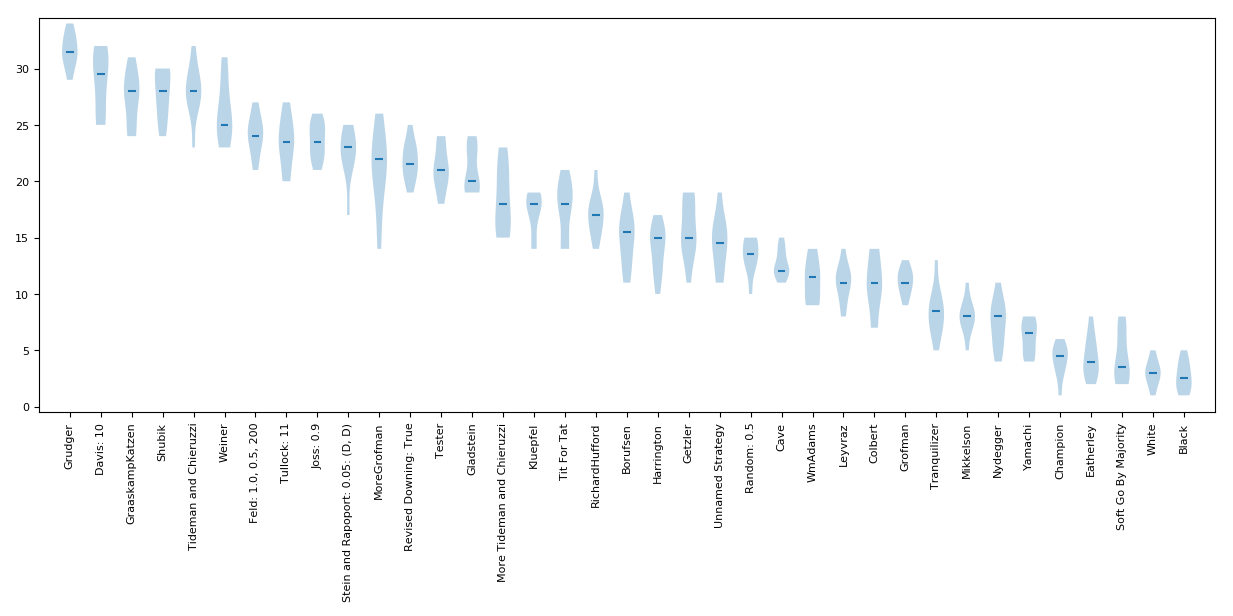 30
25
20
15
10
5
0
Grudger
Davis: 10
GraaskampKatzen
Shubik
Tideman and Chieruzzi
Weiner
Feld: 1.0, 0.5, 200
Tullock: 11
Joss: 0.9
Stein and Rapoport: 0.05: (D, D)
MoreGrofman
Revised Downing: True
Tester
Gladstein
More Tideman and Chieruzzi
Kluepfel
Tit For Tat
RichardHufford
Borufsen
Harrington
Getzler
Unnamed Strategy
Random: 0.5
Cave
WmAdams
Leyvraz
Colbert
Grofman
Tranquilizer
Mikkelson
Nydegger
Yamachi
Champion
Eatherley
Soft Go By Majority
White
Black